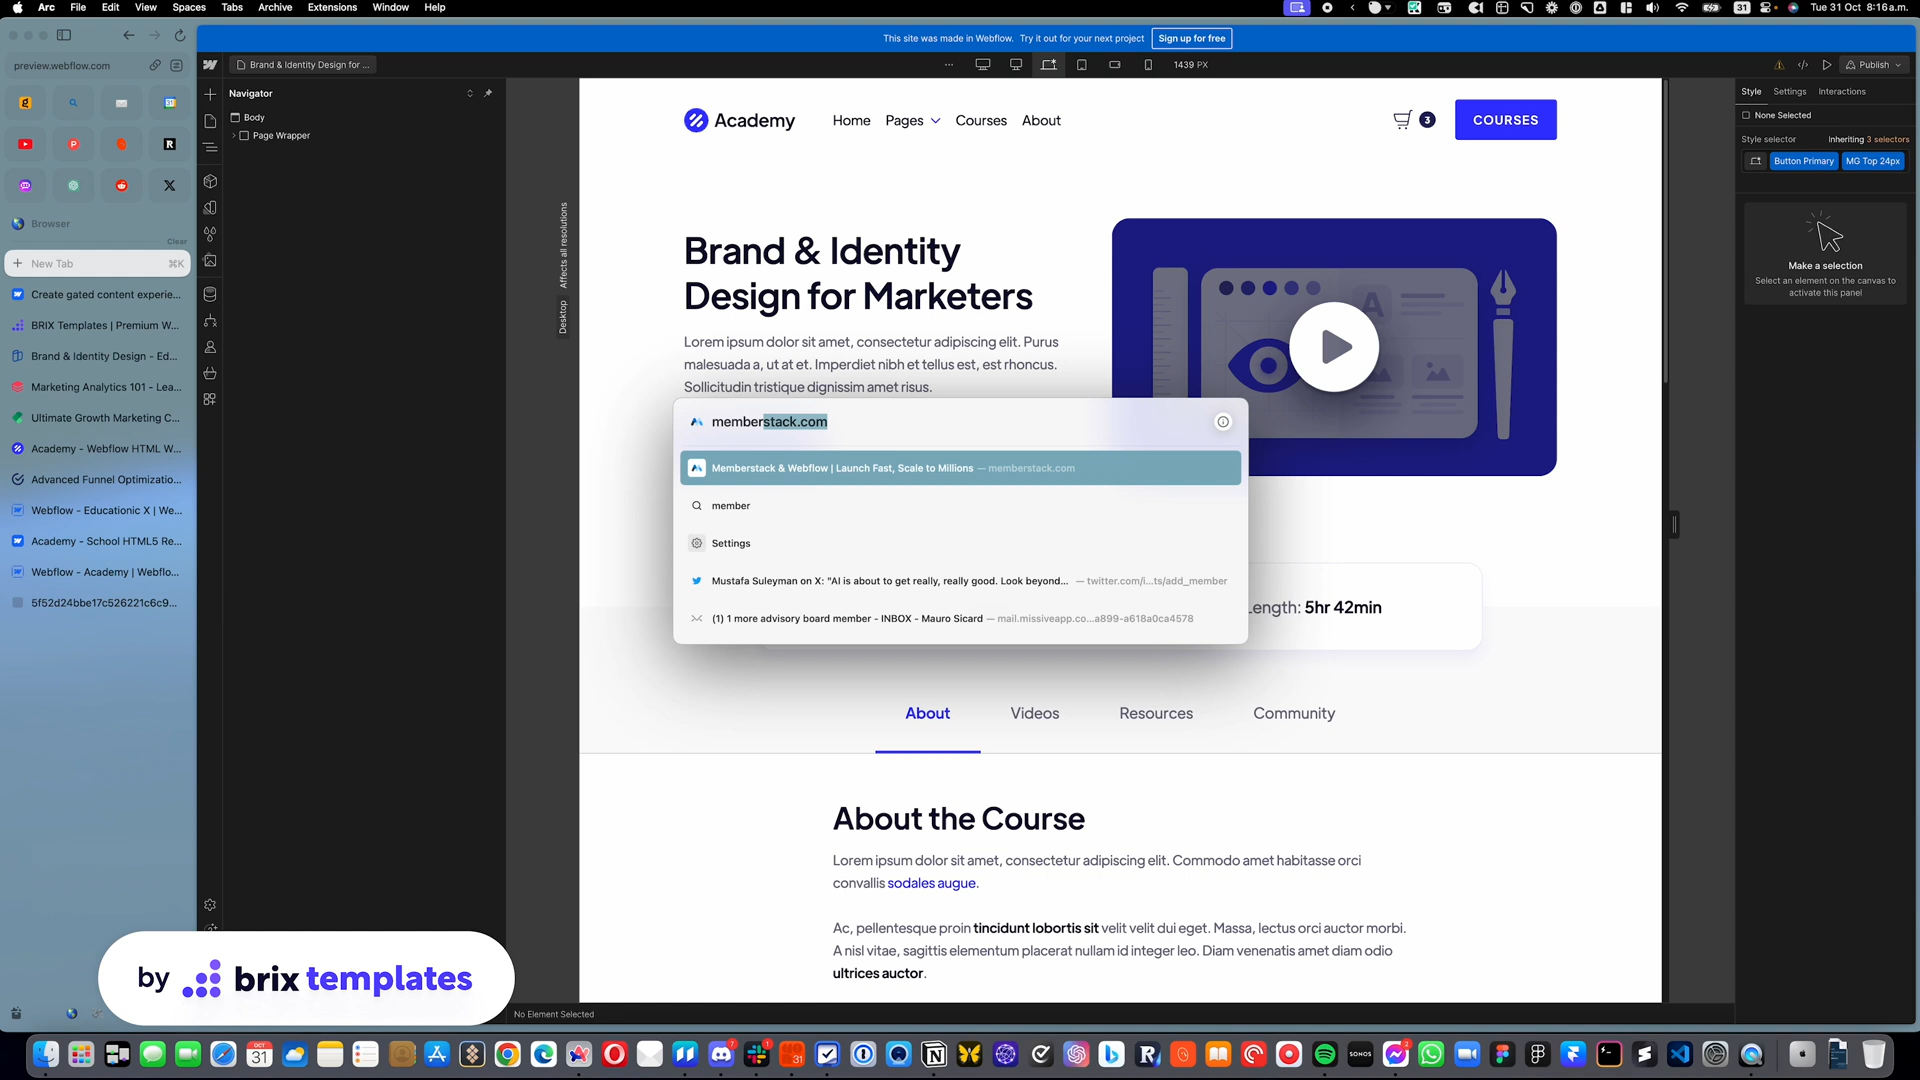 Arc File Edit View Spaces Tabs Archive Extensions Window Help
31
Tue 31 Oct 8:16 a.m.
preview.webflow.com
Browser
Clear
New Tab ⌘K
Create gated content experie...
BRIX Templates | Premium W...
Brand & Identity Design - Ed...
Marketing Analytics 101 - Lea...
Ultimate Growth Marketing C...
Academy - Webflow HTML W...
Advanced Funnel Optimizatio...
Webflow - Educationic X | We...
Academy - School HTML5 Re...
Webflow - Academy | Webflo...
5f52d24bbe17c526221c6c9...
This site was made in Webflow. Try it out for your next project Sign up for free
Brand & Identity Design for ...
1439 PX
Publish
Navigator
Body
Page Wrapper
Affects all resolutions
Desktop
Academy
Home Pages Courses About
3
COURSES
Brand & Identity
Design for Marketers
Lorem ipsum dolor sit amet, consectetur adipiscing elit. Purus
malesuada a, ut at et. Imperdiet nibh et tellus est, est rhoncus.
Sollicitudin tristique dignissim amet risus.
A
memberstack.com
Memberstack & Webflow | Launch Fast, Scale to Millions — memberstack.com
member
Settings
Mustafa Suleyman on X: "AI is about to get really, really good. Look beyond... — twitter.com/i...ts/add_member
(1) 1 more advisory board member - INBOX - Mauro Sicard — mail.missiveapp.co...a899-a618a0ca4578
Length: 5hr 42min
About Videos Resources Community
About the Course
Lorem ipsum dolor sit amet, consectetur adipiscing elit. Commodo amet habitasse orci
convallis sodales augue.
Ac, pellentesque proin tincidunt lobortis sit velit velit dui eget. Massa, lectus orci auctor morbi.
A nisl vitae, sagittis elementum placerat nullam id integer leo. Diam venenatis amet diam odio
ultrices auctor.
Style Settings Interactions
None Selected
Style selector Inheriting 3 selectors
Button Primary MG Top 24px
Make a selection
Select an element on the canvas to
activate this panel
by brix templates
No Element Selected
OCT
31
SONOS